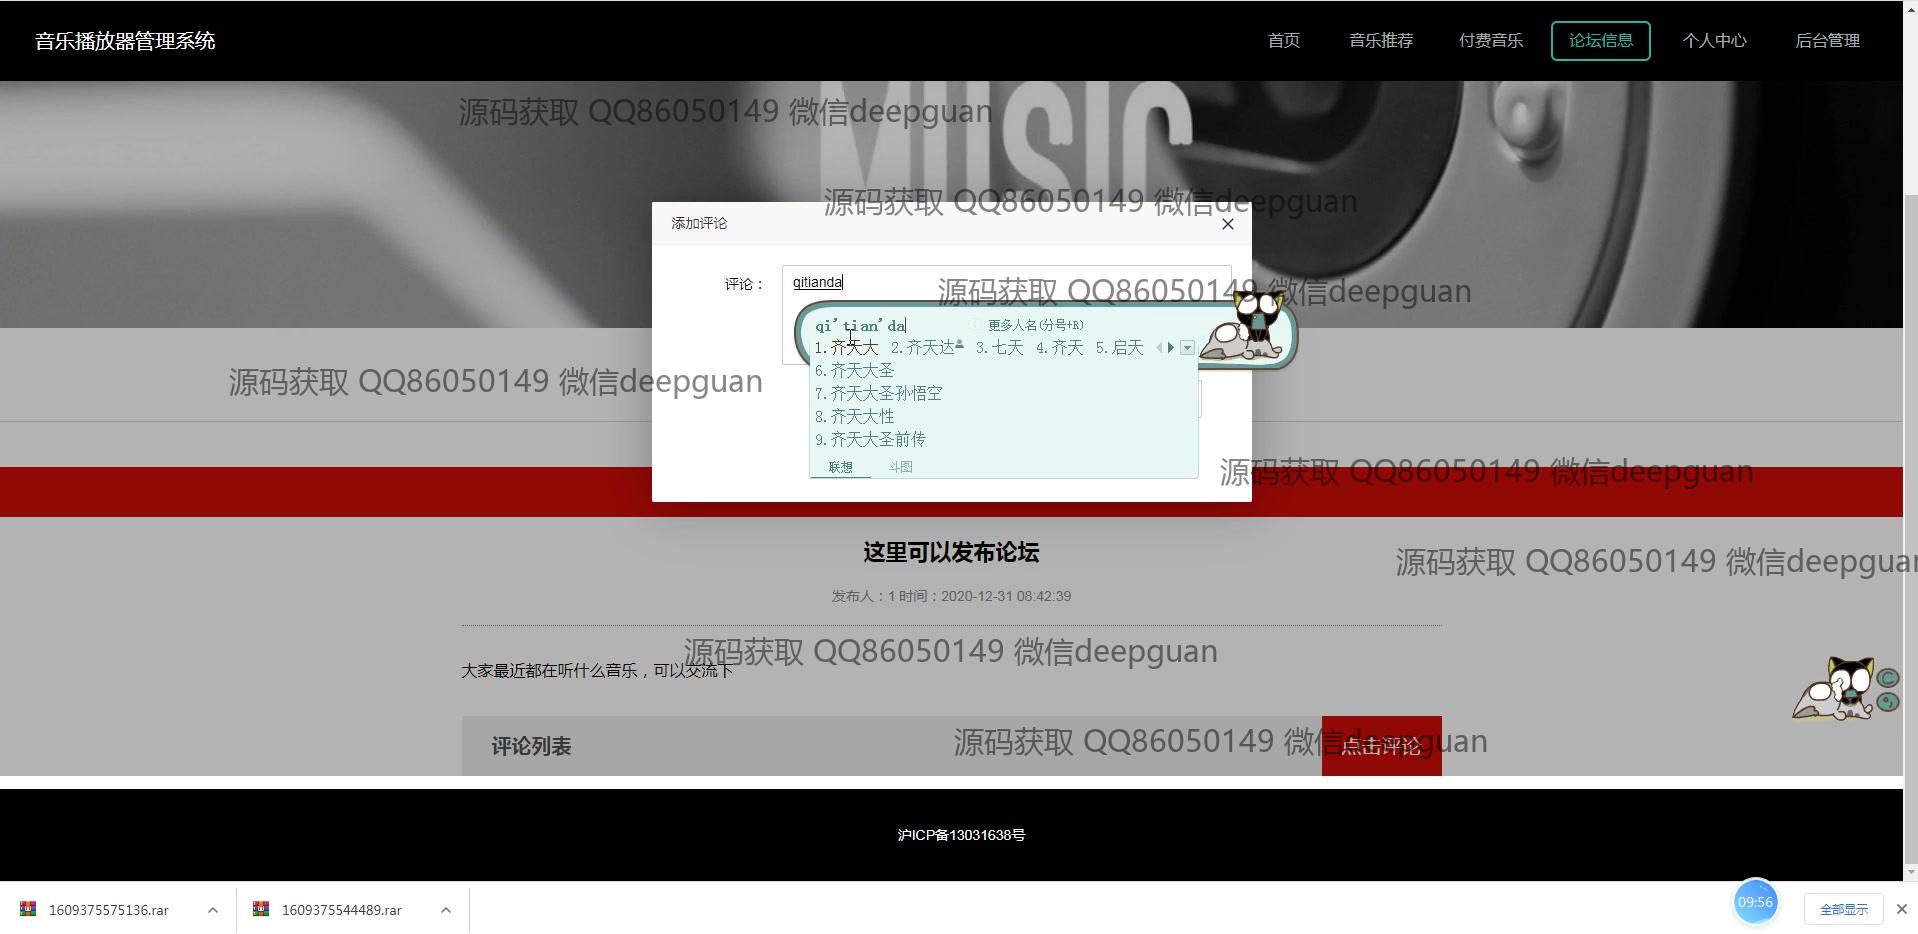 音乐播放器管理系统
首页 音乐推荐 付费音乐 论坛信息 个人中心 后台管理
MUSIC
源码获取 QQ86050149 微信deepguan
源码获取 QQ86050149 微信deepguan
添加评论
评论：
qitianda
源码获取 QQ86050149 微信deepguan
qi'tian'da
更多人名(分号+R)
1.齐天大 2.齐天达 3.七天 4.齐天 5.启天
6.齐天大圣
7.齐天大圣孙悟空
8.齐天大性
9.齐天大圣前传
联想 斗图
源码获取 QQ86050149 微信deepguan
源码获取 QQ86050149 微信deepguan
这里可以发布论坛
源码获取 QQ86050149 微信deepguan
发布人：1 时间：2020-12-31 08:42:39
源码获取 QQ86050149 微信deepguan
大家最近都在听什么音乐，可以交流下
评论列表
点击评论
源码获取 QQ86050149 微信deepguan
沪ICP备13031638号
1609375575136.rar
1609375544489.rar
09:56
全部显示